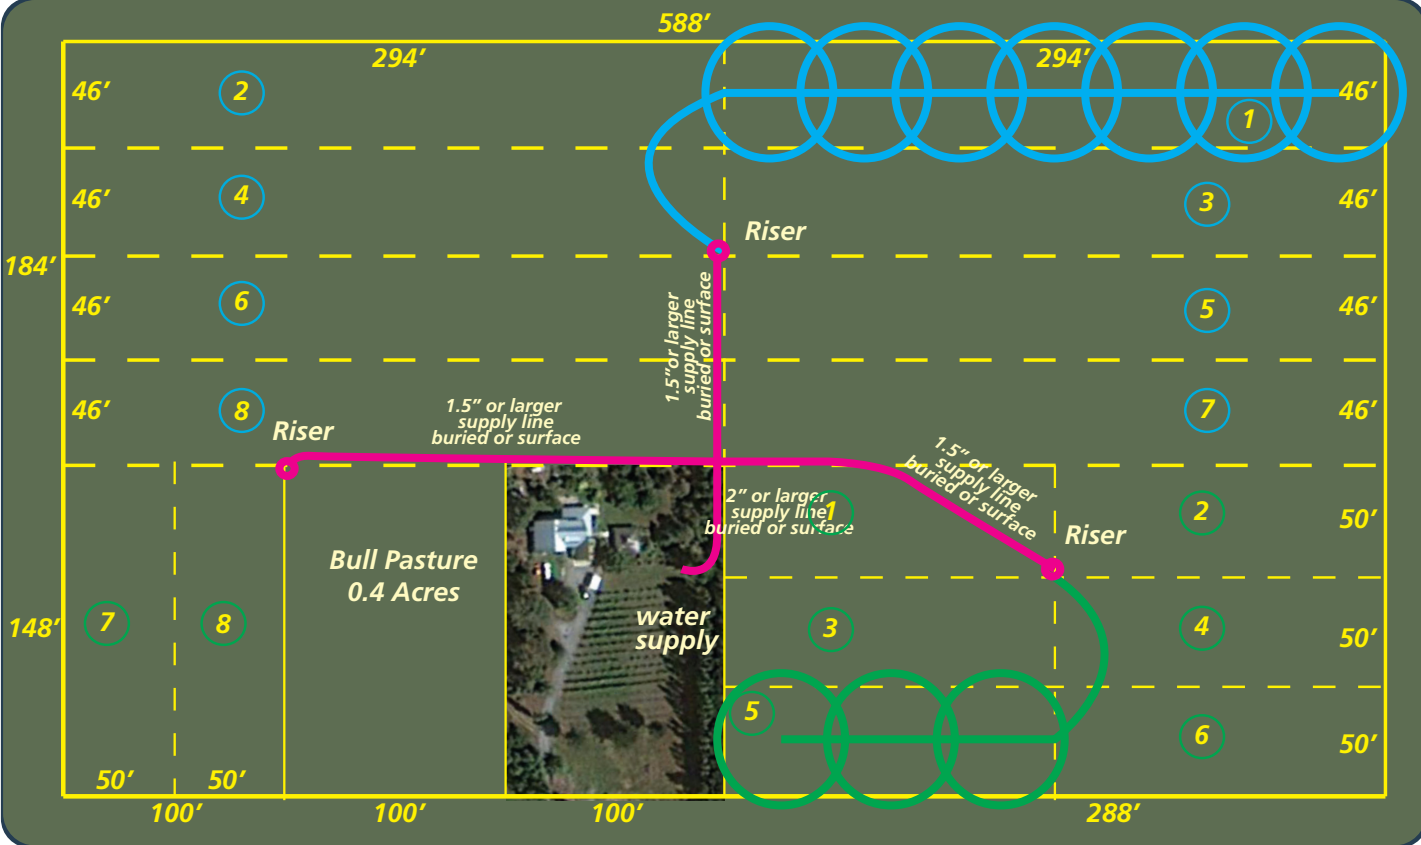 588’
294’
294’
46’
2
46’
1
46’
4
3
46’
Riser
184’
46’
6
5
46’
1.5”or larger
supply line
buried or surface
46’
8
7
46’
Riser
1.5” or larger
supply line
buried or surface
1.5” or larger
supply line
buried or surface
2” or larger
supply line
buried or surface
1
2
50’
Riser
Bull Pasture
0.4 Acres
148’
7
8
water
supply
3
4
50’
5
6
50’
50’
50’
100’
100’
100’
288’